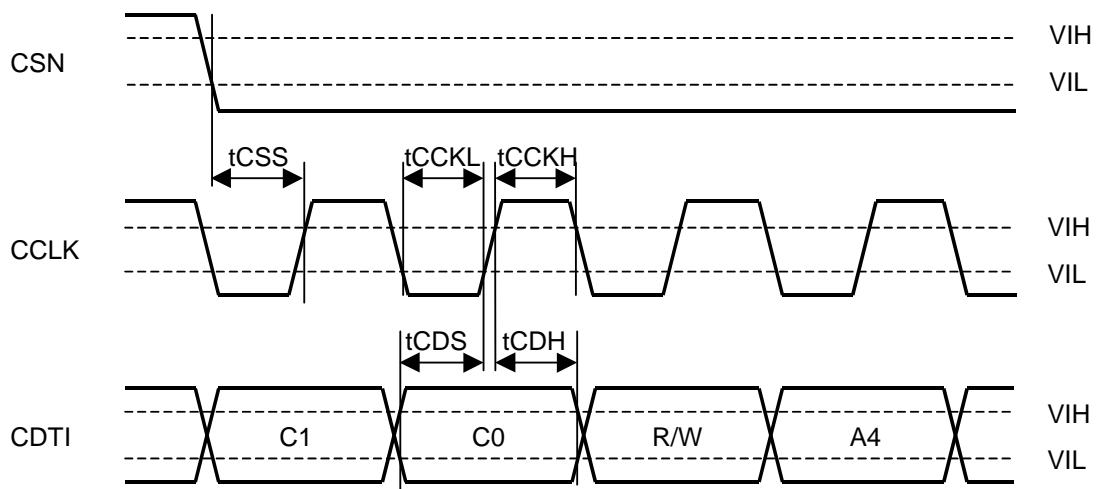 CSN
VIH
VIL
tCSS
tCCKL
tCCKH
CCLK
VIH
VIL
tCDS
tCDH
CDTI
C1
C0
R/W
A4
VIH
VIL